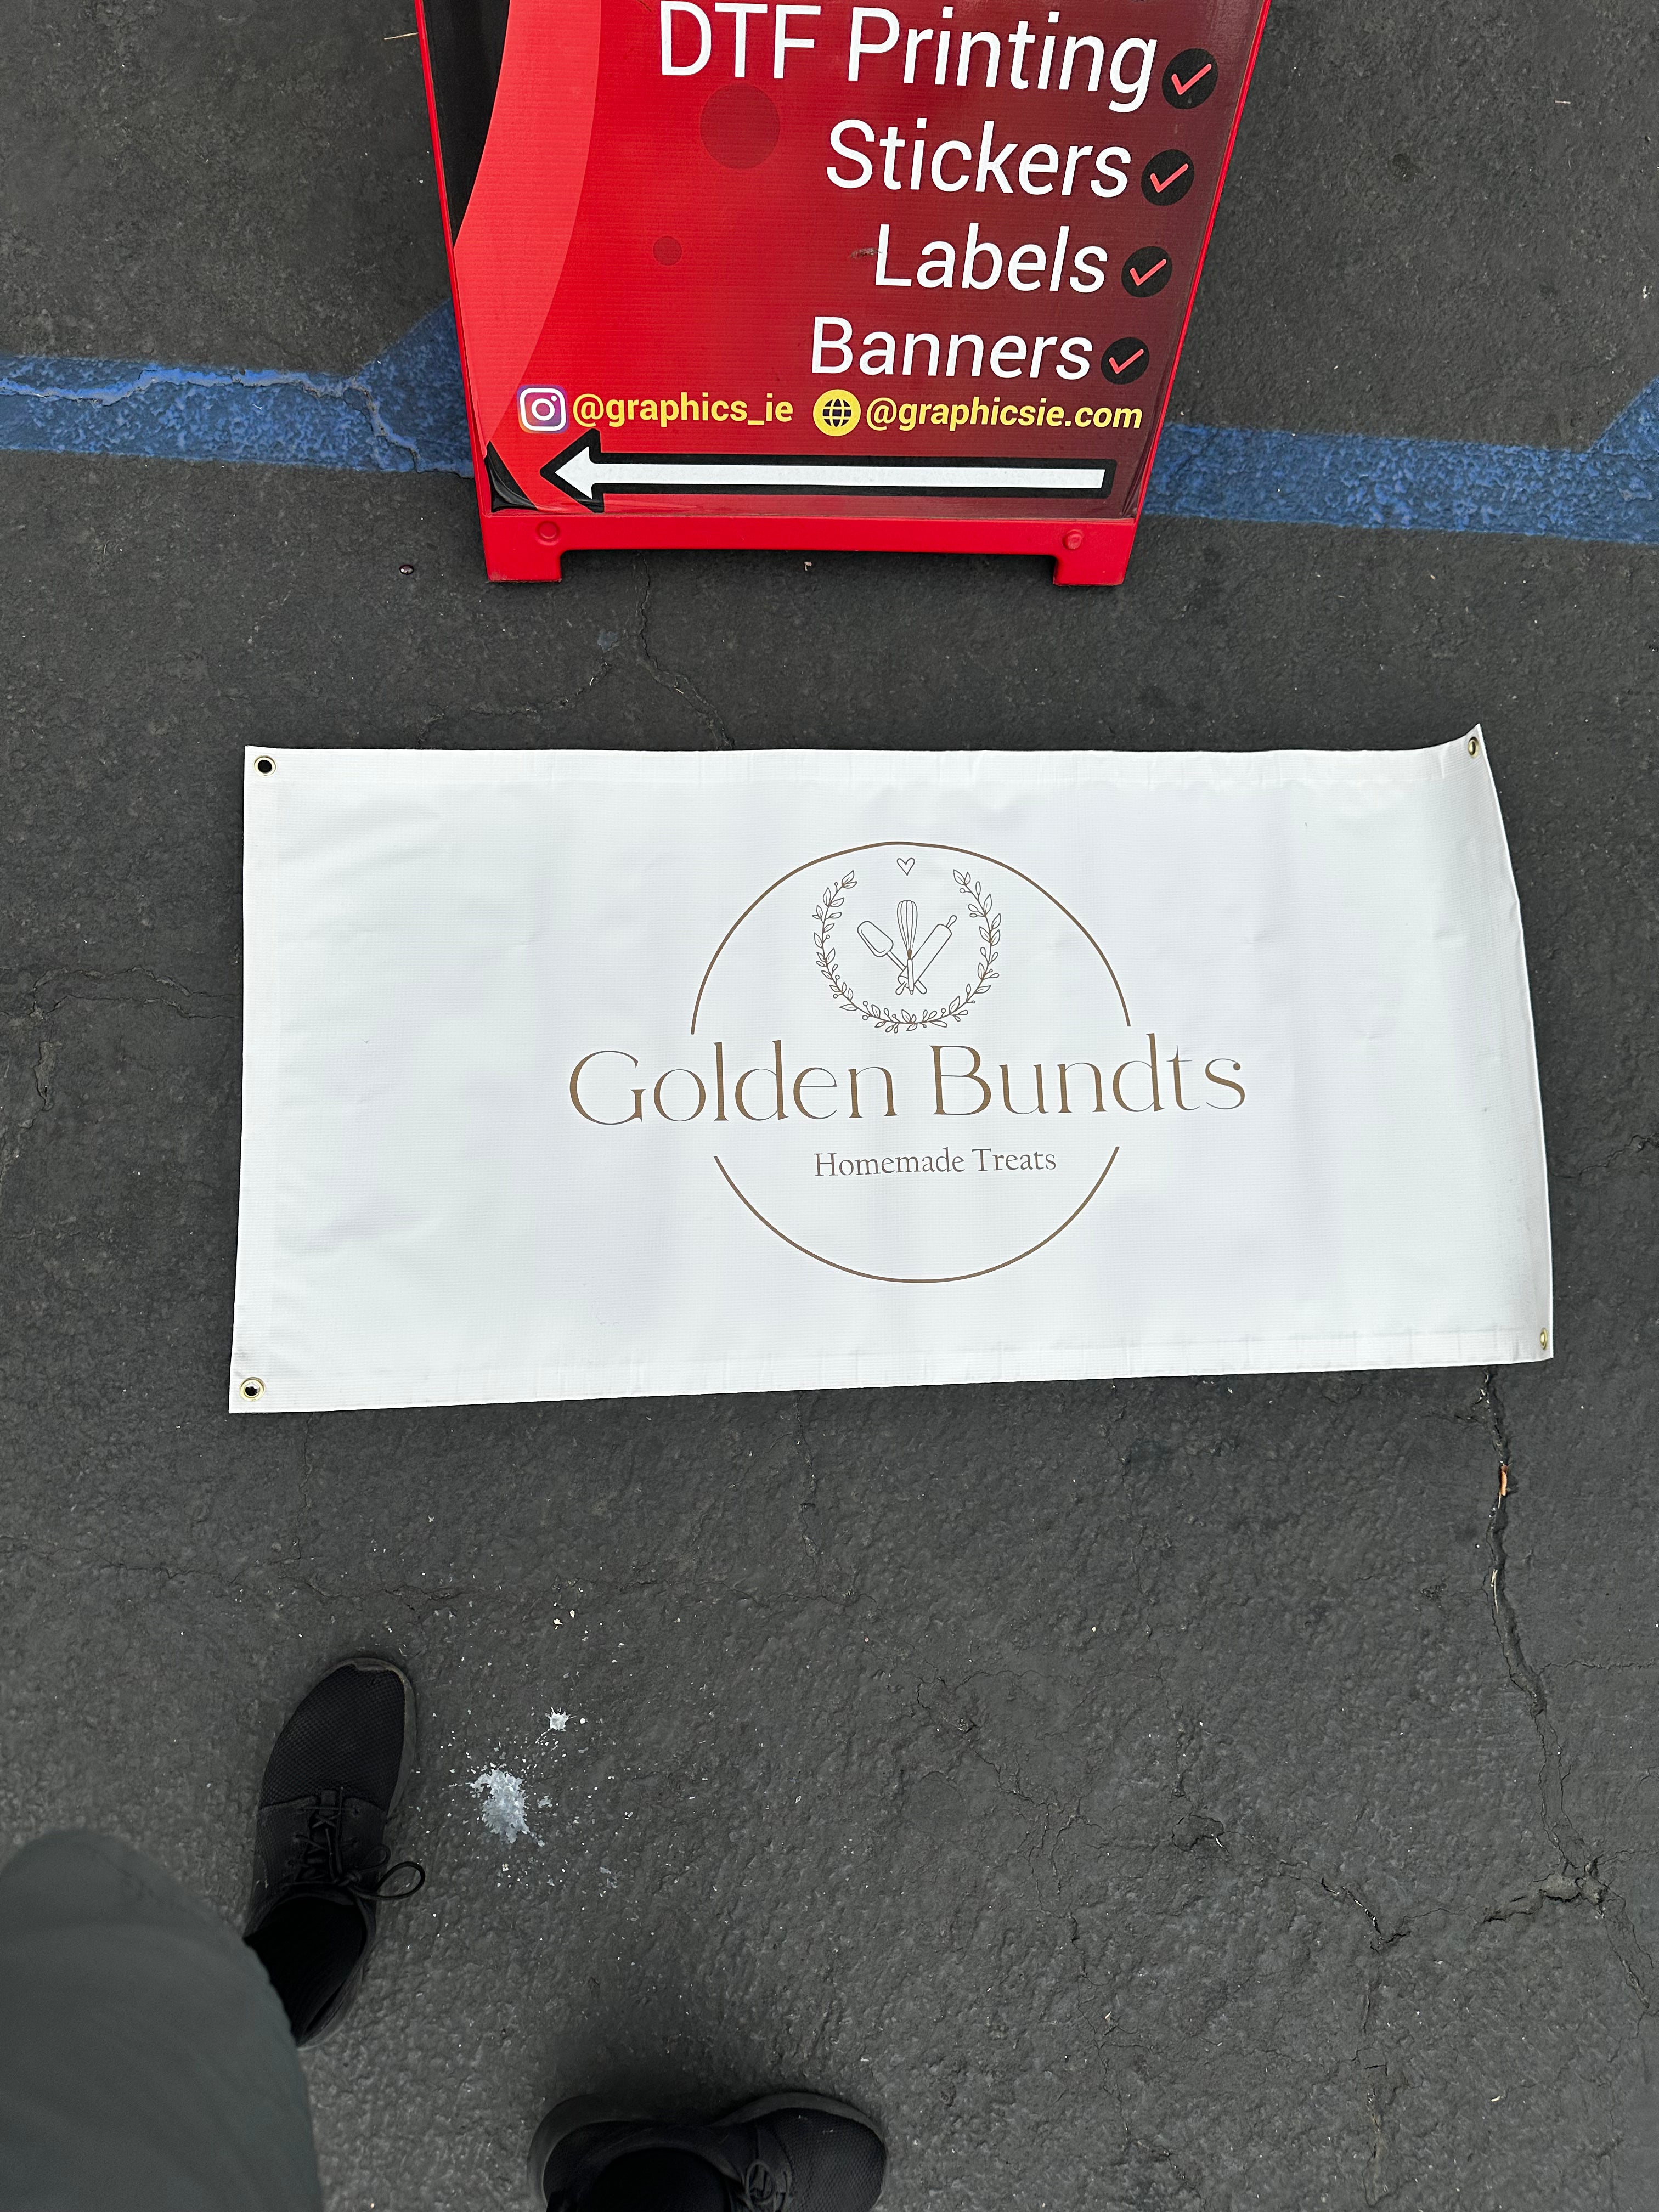 DTF Printing
Stickers
Labels
Banners
@graphics_ie @graphicsie.com
Golden Bundts
Homemade Treats